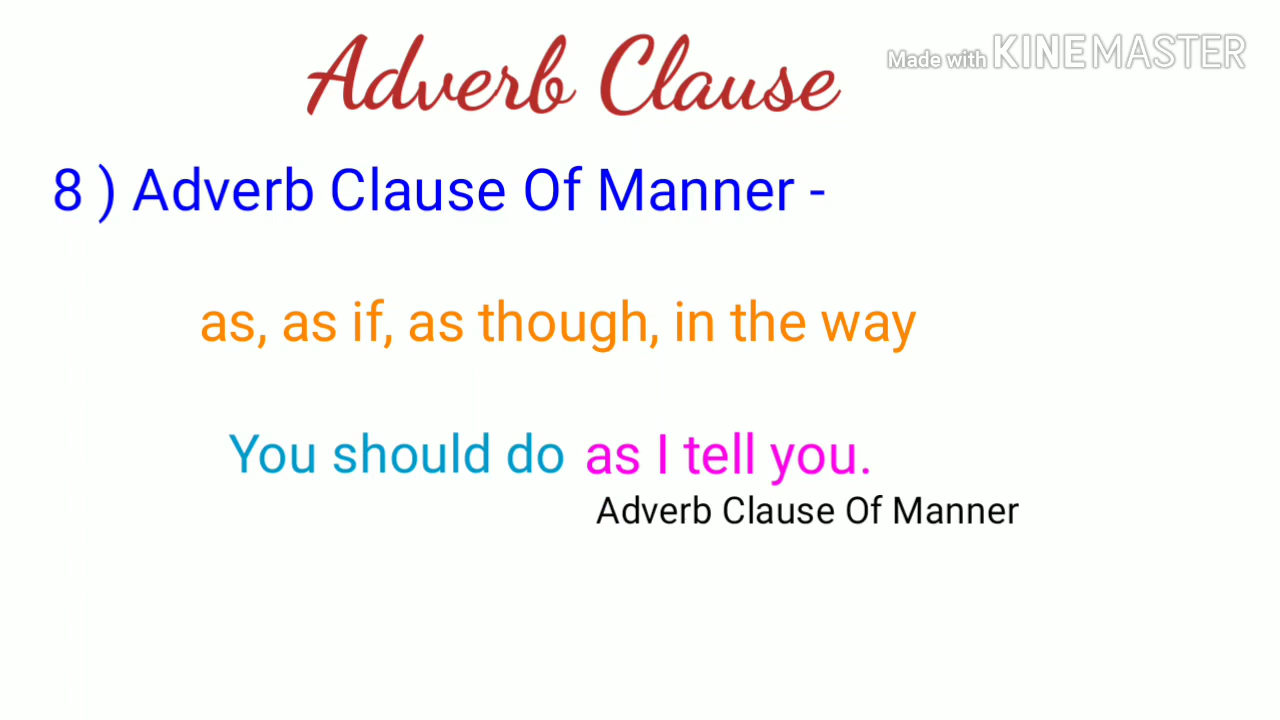 Adverb Clause
Made with KINEMASTER
8 ) Adverb Clause Of Manner -
as, as if, as though, in the way
You should do as I tell you.
Adverb Clause Of Manner